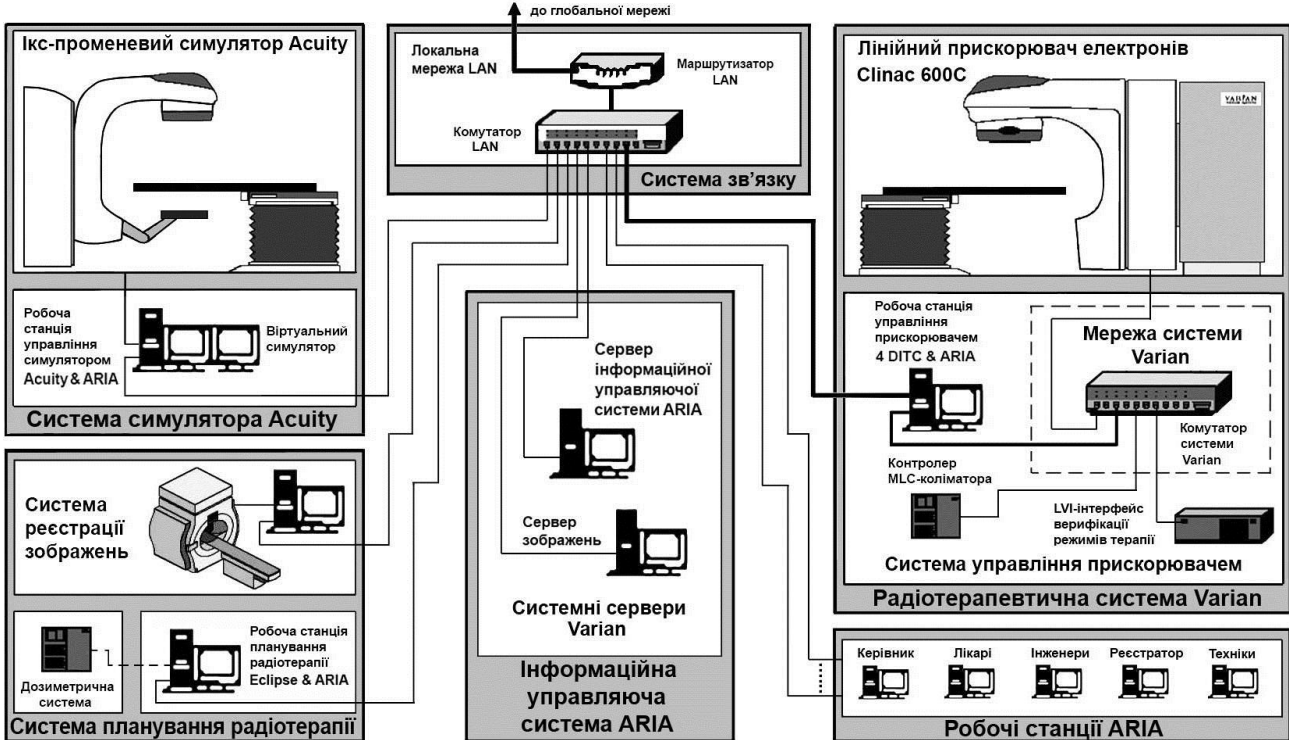 до глобальної мережі
Ікс-променевий симулятор Acuity
Робоча
станція
управління
симулятором
Acuity & ARIA
Віртуальний
симулятор
Система симулятора Acuity
Локальна
мережа LAN
Маршрутизатор
LAN
Комутатор
LAN
Система зв’язку
Лінійний прискорювач електронів
Clinac 600C
VARIAN
Робоча станція
управління
прискорювачем
4 DITC & ARIA
Мережа системи
Varian
Комутатор
системи
Varian
Контролер
MLC-коліматора
LVI-інтерфейс
верифікації
режимів терапії
Система управління прискорювачем
Радіотерапевтична система Varian
Система
реєстрації
зображень
Дозиметрична
система
Робоча станція
планування
радіотерапії
Eclipse & ARIA
Система планування радіотерапії
Сервер
інформаційної
управляючої
системи ARIA
Сервер
зображень
Системні сервери
Varian
Інформаційна
управляюча
система ARIA
Керівник
Лікарі
Інженери
Реєстратор
Техніки
Робочі станції ARIA